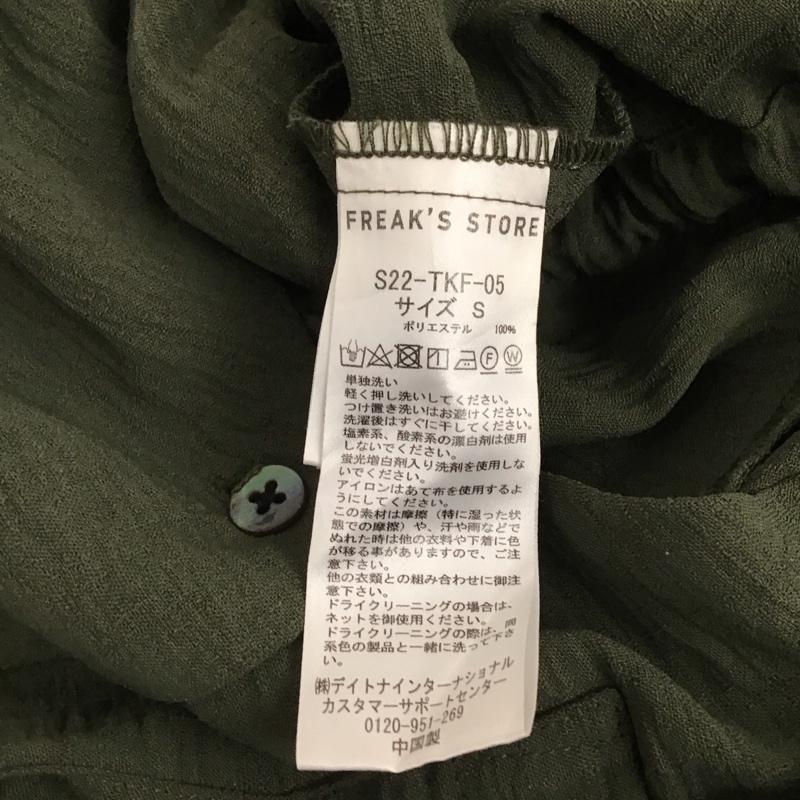 FREAK'S STORE
S22-TKF-05
サイズ S
ポリエステル 100%
F W
単独洗い
軽く押し洗いしてください。
つけ置き洗いはお避けください。
洗濯後はすぐに干してください。
塩素系、酸素系の漂白剤は使用
しないでください。
蛍光増白剤入り洗剤を使用しな
いでください。
アイロンはあて布を使用するよ
うにしてください。
この素材は摩擦（特に湿った状
態での摩擦）や、汗や雨などで
ぬれた時は他の衣料や下着に色
が移る事がありますので、ご注
意下さい。
他の衣類との組み合わせに御注
意下さい。
ドライクリーニングの場合は、
ネットを御使用ください。
ドライクリーニングの際は、同
系色の製品と一緒に洗って下さ
い。
㈱デイトナインターナショナル
カスタマーサポートセンター
0120-951-269
中国製